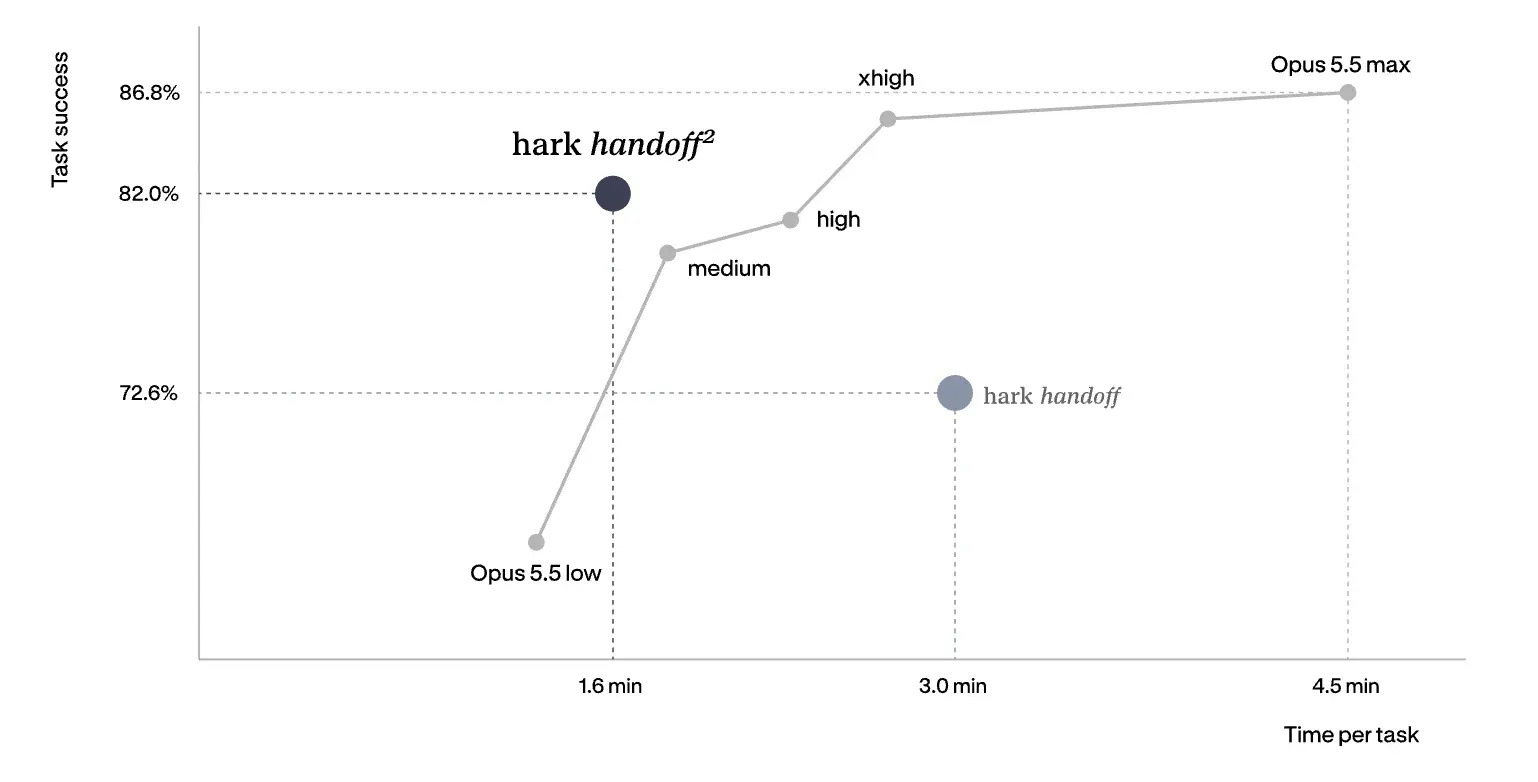 Task success
86.8%
82.0%
72.6%
Opus 5.5 max
xhigh
hark handoff²
high
medium
hark handoff
Opus 5.5 low
1.6 min
3.0 min
4.5 min
Time per task